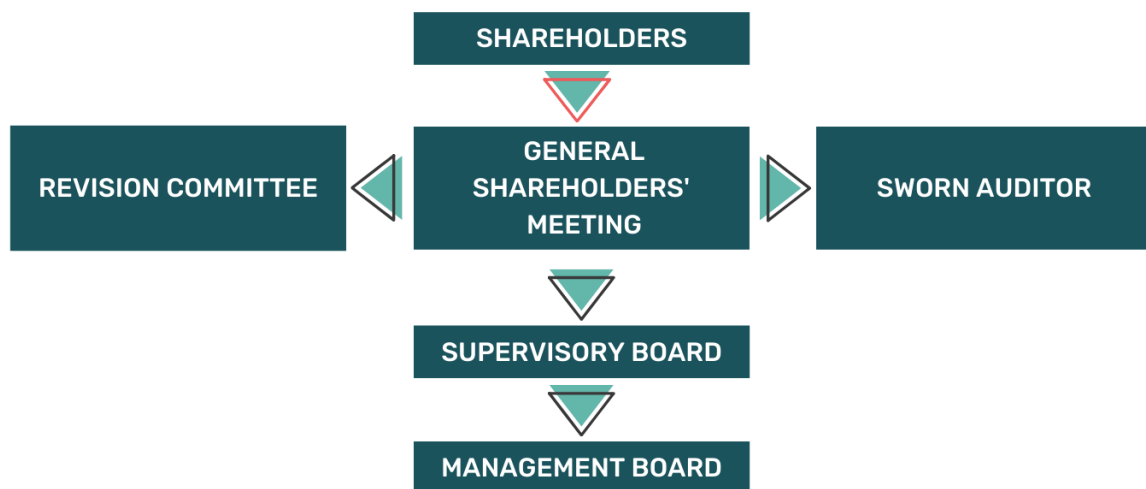 SHAREHOLDERS
GENERAL
SHAREHOLDERS'
MEETING
REVISION COMMITTEE
SWORN AUDITOR
SUPERVISORY BOARD
MANAGEMENT BOARD